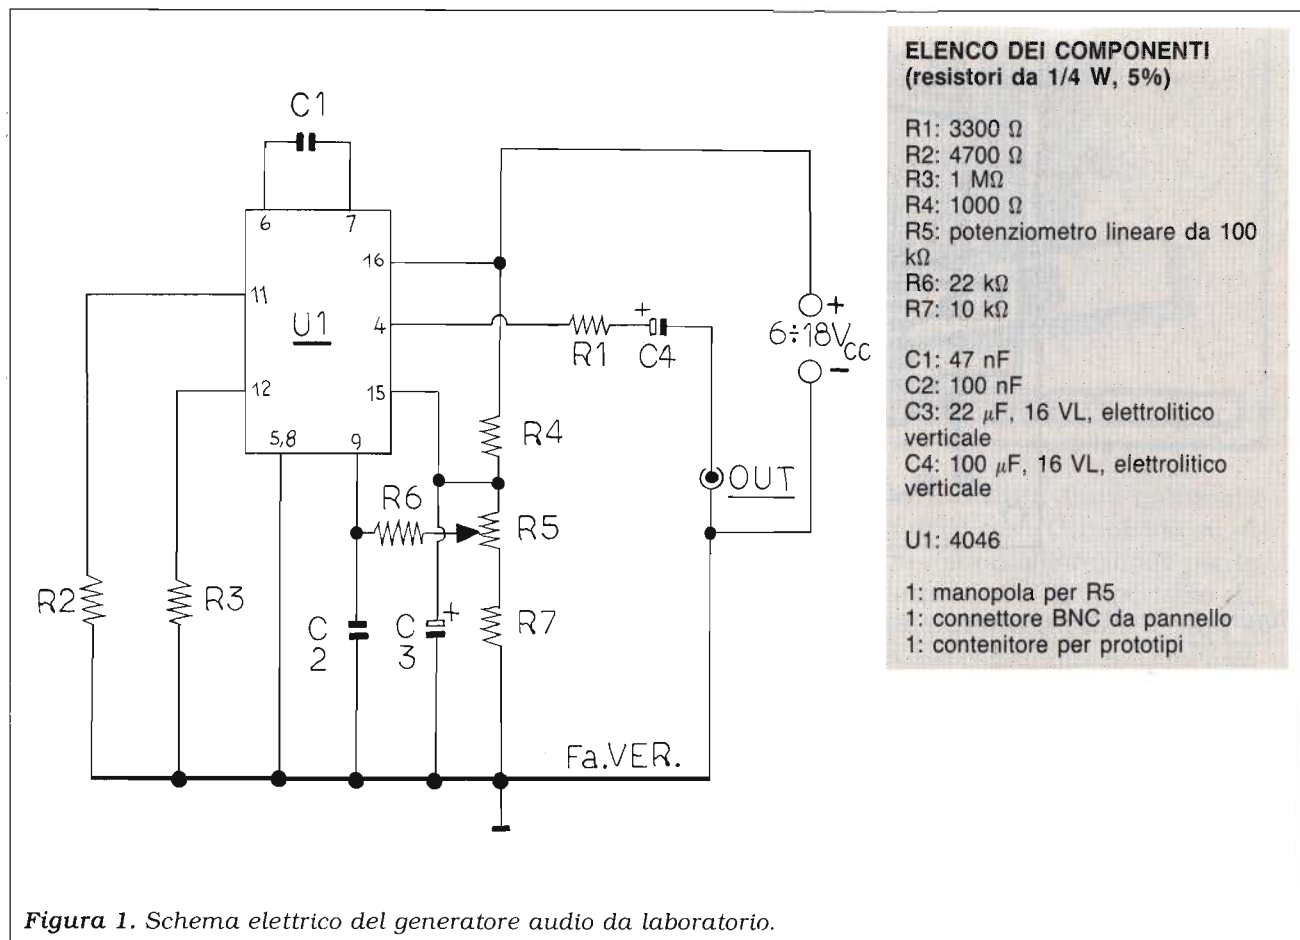 C1
6
7
16
11
U1
4
12
15
5,8
9
R1
+
C4
+
6÷18Vcc
-
R4
OUT
R6
R5
R2
R3
C
2
C
3
+
R7
Fa.VER.
ELENCO DEI COMPONENTI
(resistori da 1/4 W, 5%)
R1: 3300 Ω
R2: 4700 Ω
R3: 1 MΩ
R4: 1000 Ω
R5: potenziometro lineare da 100
kΩ
R6: 22 kΩ
R7: 10 kΩ
C1: 47 nF
C2: 100 nF
C3: 22 μF, 16 VL, elettrolitico
verticale
C4: 100 μF, 16 VL, elettrolitico
verticale
U1: 4046
1: manopola per R5
1: connettore BNC da pannello
1: contenitore per prototipi
Figura 1. Schema elettrico del generatore audio da laboratorio.